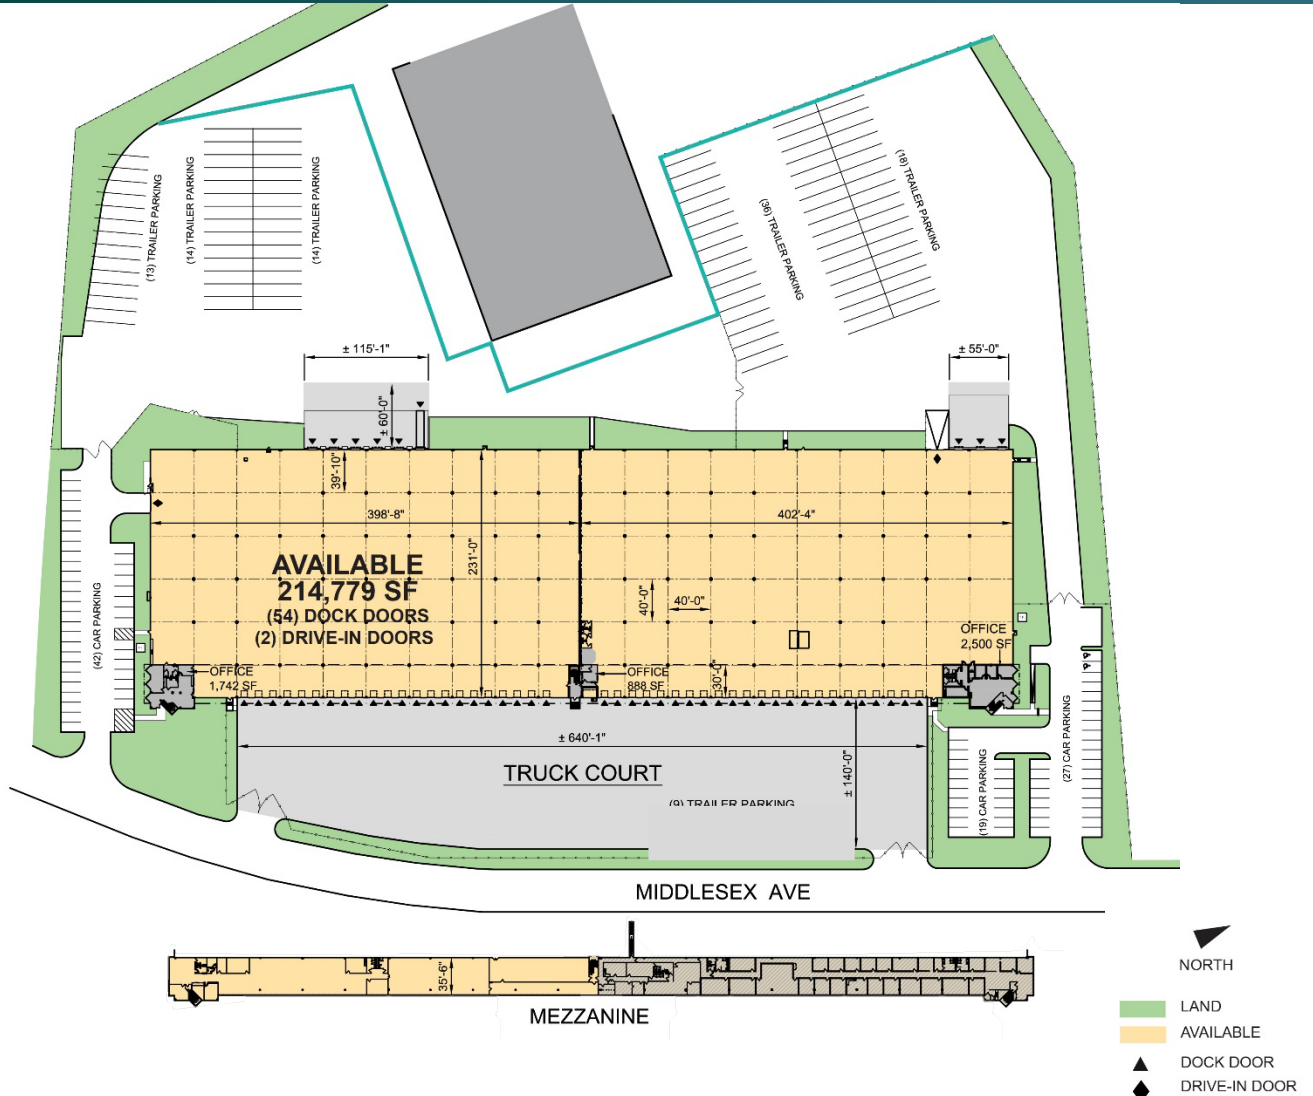 (13) TRAILER PARKING
(14) TRAILER PARKING
(14) TRAILER PARKING
(36) TRAILER PARKING
(18) TRAILER PARKING
± 115'-1"
± 55'-0"
± 60'-0"
39'-10"
398'-8"
402'-4"
231'-0"
AVAILABLE
214,779 SF
(54) DOCK DOORS
(2) DRIVE-IN DOORS
40'-0"
40'-0"
(42) CAR PARKING
OFFICE
1,742 SF
OFFICE
888 SF
30'-0"
OFFICE
2,500 SF
± 640'-1"
TRUCK COURT
± 140'-0"
(9) TRAILER PARKING
(19) CAR PARKING
(27) CAR PARKING
MIDDLESEX AVE
35'-6"
MEZZANINE
NORTH
LAND
AVAILABLE
DOCK DOOR
DRIVE-IN DOOR